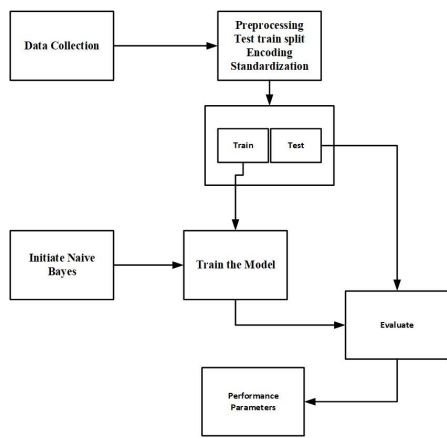 Data Collection
Preprocessing
Test train split
Encoding
Standardization
Train
Test
Initiate Naive
Bayes
Train the Model
Evaluate
Performance
Parameters